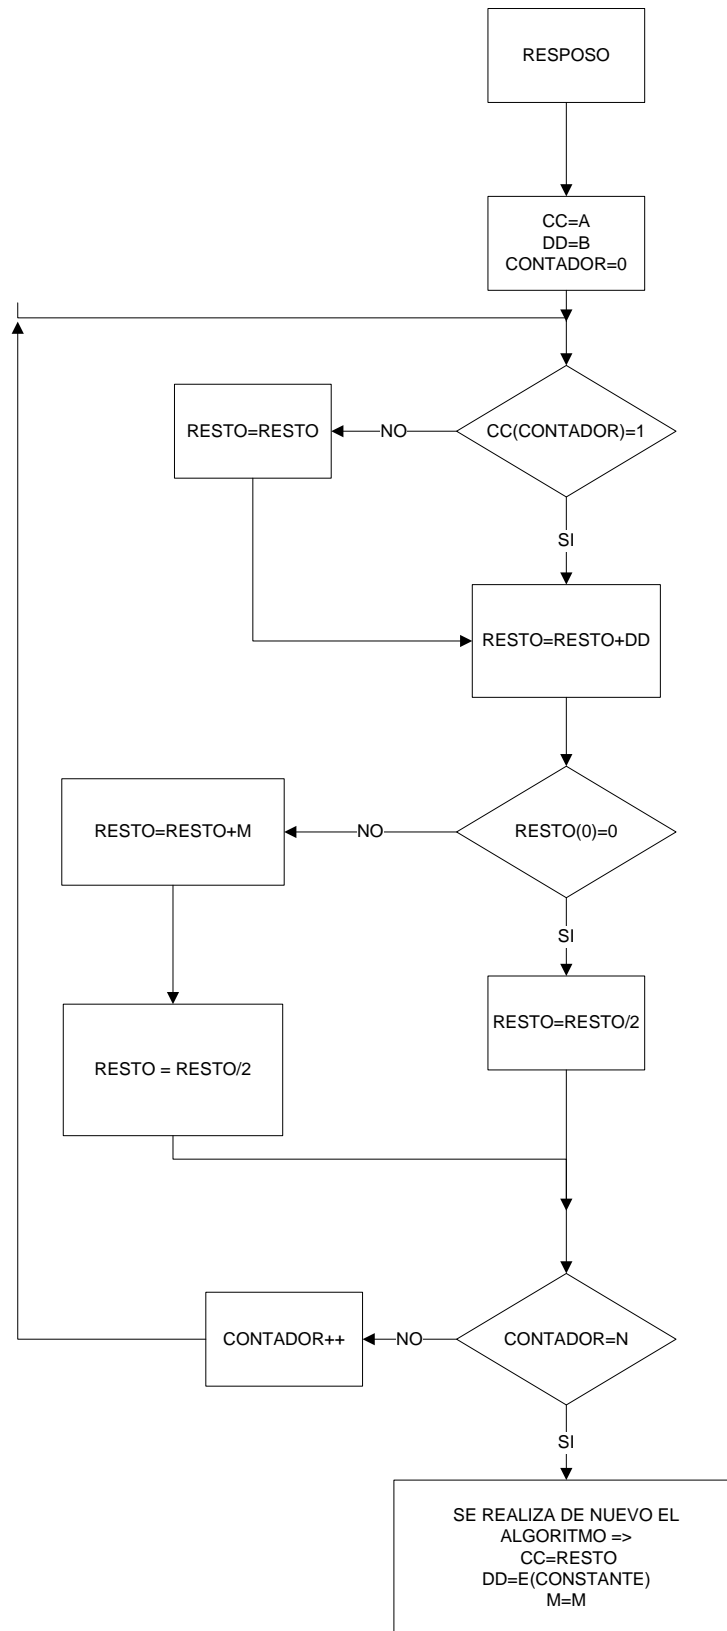 RESPOSO
CC=A
DD=B
CONTADOR=0
CC(CONTADOR)=1
NO
RESTO=RESTO
SI
RESTO=RESTO+DD
RESTO(0)=0
NO
RESTO=RESTO+M
SI
RESTO=RESTO/2
RESTO = RESTO/2
CONTADOR=N
NO
CONTADOR++
SI
SE REALIZA DE NUEVO EL
ALGORITMO =>
CC=RESTO
DD=E(CONSTANTE)
M=M